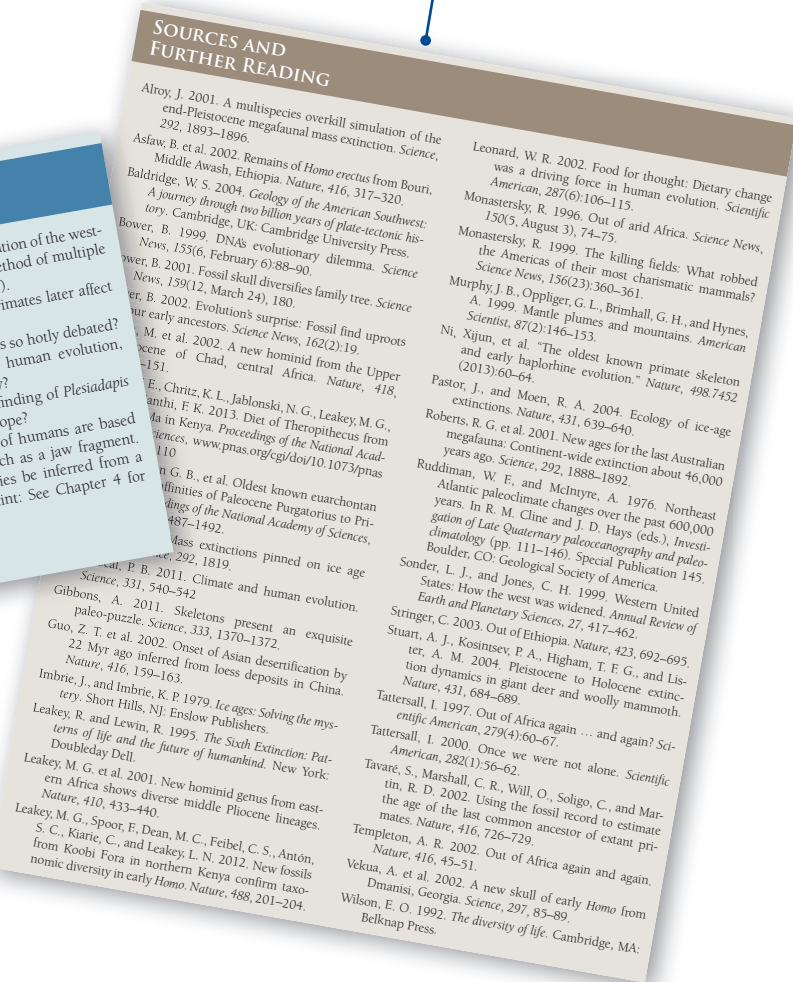 SOURCES AND
FURTHER READING
Alroy, J. 2001. A multispecies overkill simulation of the
end-Pleistocene megafaunal mass extinction. Science,
292, 1893–1896.
Asfaw, B. et al. 2002. Remains of Homo erectus from Bouri,
Middle Awash, Ethiopia. Nature, 416, 317–320.
Baldridge, W. S. 2004. Geology of the American Southwest:
A journey through two billion years of plate-tectonic his-
tory. Cambridge, UK: Cambridge University Press.
Bower, B. 1999. DNA's evolutionary dilemma. Science
News, 155(6, February 6):88–90.
ower, B. 2001. Fossil skull diversifies family tree. Science
News, 159(12, March 24), 180.
er, B. 2002. Evolution's surprise: Fossil find uproots
our early ancestors. Science News, 162(2):19.
M. et al. 2002. A new hominid from the Upper
ocene of Chad, central Africa. Nature, 418,
–151.
E., Chritz, K. L., Jablonski, N. G., Leakey, M. G.,
anthi, F. K. 2013. Diet of Theropithecus from
Ma in Kenya. Proceedings of the National Acad-
iences, www.pnas.org/cgi/doi/10.1073/pnas
110
n G. B., et al. Oldest known euarchontan
ffinities of Paleocene Purgatorius to Pri-
dings of the National Academy of Sciences,
487–1492.
Mass extinctions pinned on ice age
ce, 292, 1819.
cal, P. B. 2011. Climate and human evolution.
Science, 331, 540–542
Gibbons, A. 2011. Skeletons present an exquisite
paleo-puzzle. Science, 333, 1370–1372.
Guo, Z. T. et al. 2002. Onset of Asian desertification by
22 Myr ago inferred from loess deposits in China.
Nature, 416, 159–163.
Imbrie, J., and Imbrie, K. P. 1979. Ice ages: Solving the mys-
tery. Short Hills, NJ: Enslow Publishers.
Leakey, R. and Lewin, R. 1995. The Sixth Extinction: Pat-
terns of life and the future of humankind. New York:
Doubleday Dell.
Leakey, M. G. et al. 2001. New hominid genus from east-
ern Africa shows diverse middle Pliocene lineages.
Nature, 410, 433–440.
Leakey, M. G., Spoor, F., Dean, M. C., Feibel, C. S., Antón,
S. C., Kiarie, C., and Leakey, L. N. 2012. New fossils
from Koobi Fora in northern Kenya confirm taxo-
nomic diversity in early Homo. Nature, 488, 201–204.
Leonard, W. R. 2002. Food for thought: Dietary change
was a driving force in human evolution. Scientific
American, 287(6):106–115.
Monastersky, R. 1996. Out of arid Africa. Science News,
150(5, August 3), 74–75.
Monastersky, R. 1999. The killing fields: What robbed
the Americas of their most charismatic mammals?
Science News, 156(23):360–361.
Murphy, J. B., Oppliger, G. L., Brimhall, G. H., and Hynes,
A. 1999. Mantle plumes and mountains. American
Scientist, 87(2):146–153.
Ni, Xijun, et al. "The oldest known primate skeleton
and early haplorhine evolution." Nature, 498.7452
(2013):60–64.
Pastor, J., and Moen, R. A. 2004. Ecology of ice-age
extinctions. Nature, 431, 639–640.
Roberts, R. G. et al. 2001. New ages for the last Australian
megafauna: Continent-wide extinction about 46,000
years ago. Science, 292, 1888–1892.
Ruddiman, W. F., and McIntyre, A. 1976. Northeast
Atlantic paleoclimate changes over the past 600,000
years. In R. M. Cline and J. D. Hays (eds.), Investi-
gation of Late Quaternary paleoceanography and paleo-
climatology (pp. 111–146). Special Publication 145.
Boulder, CO: Geological Society of America.
Sonder, L. J., and Jones, C. H. 1999. Western United
States: How the west was widened. Annual Review of
Earth and Planetary Sciences, 27, 417–462.
Stringer, C. 2003. Out of Ethiopia. Nature, 423, 692–695.
Stuart, A. J., Kosintsev, P. A., Higham, T. F. G., and Lis-
ter, A. M. 2004. Pleistocene to Holocene extinc-
tion dynamics in giant deer and woolly mammoth.
Nature, 431, 684–689.
Tattersall, I. 1997. Out of Africa again … and again? Sci-
entific American, 279(4):60–67.
Tattersall, I. 2000. Once we were not alone. Scientific
American, 282(1):56–62.
Tavaré, S., Marshall, C. R., Will, O., Soligo, C., and Mar-
tin, R. D. 2002. Using the fossil record to estimate
the age of the last common ancestor of extant pri-
mates. Nature, 416, 726–729.
Templeton, A. R. 2002. Out of Africa again and again.
Nature, 416, 45–51.
Vekua, A. et al. 2002. A new skull of early Homo from
Dmanisi, Georgia. Science, 297, 85–89.
Wilson, E. O. 1992. The diversity of life. Cambridge, MA:
Belknap Press.
tion of the west-
ethod of multiple
).
imates later affect
s so hotly debated?
human evolution,
y?
finding of Plesiadapis
ope?
of humans are based
ch as a jaw fragment.
ies be inferred from a
int: See Chapter 4 for